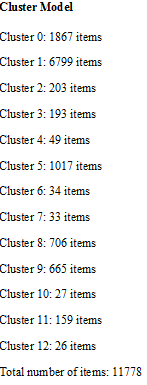 Cluster Model
Cluster 0: 1867 items
Cluster 1: 6799 items
Cluster 2: 203 items
Cluster 3: 193 items
Cluster 4: 49 items
Cluster 5: 1017 items
Cluster 6: 34 items
Cluster 7: 33 items
Cluster 8: 706 items
Cluster 9: 665 items
Cluster 10: 27 items
Cluster 11: 159 items
Cluster 12: 26 items
Total number of items: 11778